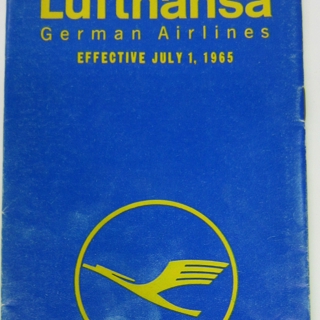 Lufthansa
German Airlines
EFFECTIVE JULY 1, 1965